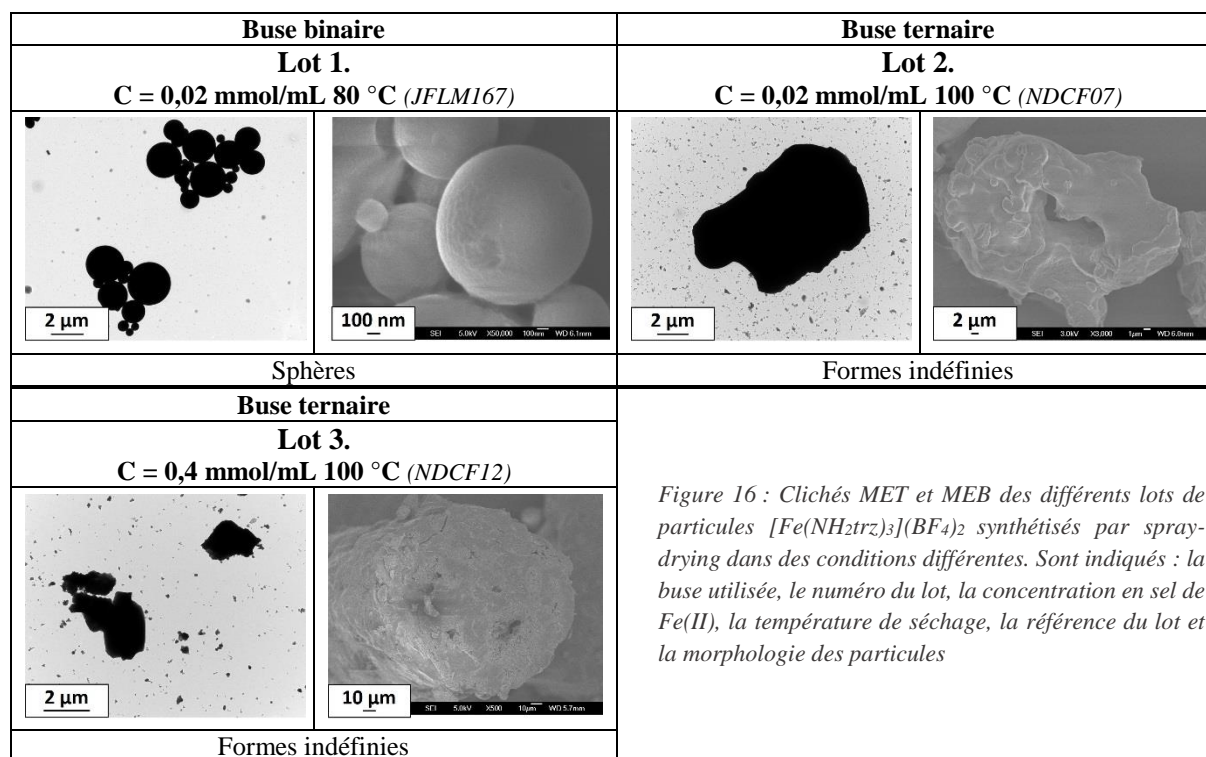 Buse binaire
Buse ternaire
Lot 1.
C = 0,02 mmol/mL 80 °C (JFLM167)
Lot 2.
C = 0,02 mmol/mL 100 °C (NDCF07)
2 µm
100 nm
SEI 5.0kV X50,000 100nm WD 6.1mm
2 µm
2 µm
SEI 3.0kV X3,000 1µm WD 6.0mm
Sphères
Formes indéfinies
Buse ternaire
Lot 3.
C = 0,4 mmol/mL 100 °C (NDCF12)
2 µm
10 µm
SEI 5.0kV X500 10µm WD 5.7mm
Formes indéfinies
Figure 16 : Clichés MET et MEB des différents lots de
particules [Fe(NH2trz)3](BF4)2 synthétisés par spray-
drying dans des conditions différentes. Sont indiqués : la
buse utilisée, le numéro du lot, la concentration en sel de
Fe(II), la température de séchage, la référence du lot et
la morphologie des particules